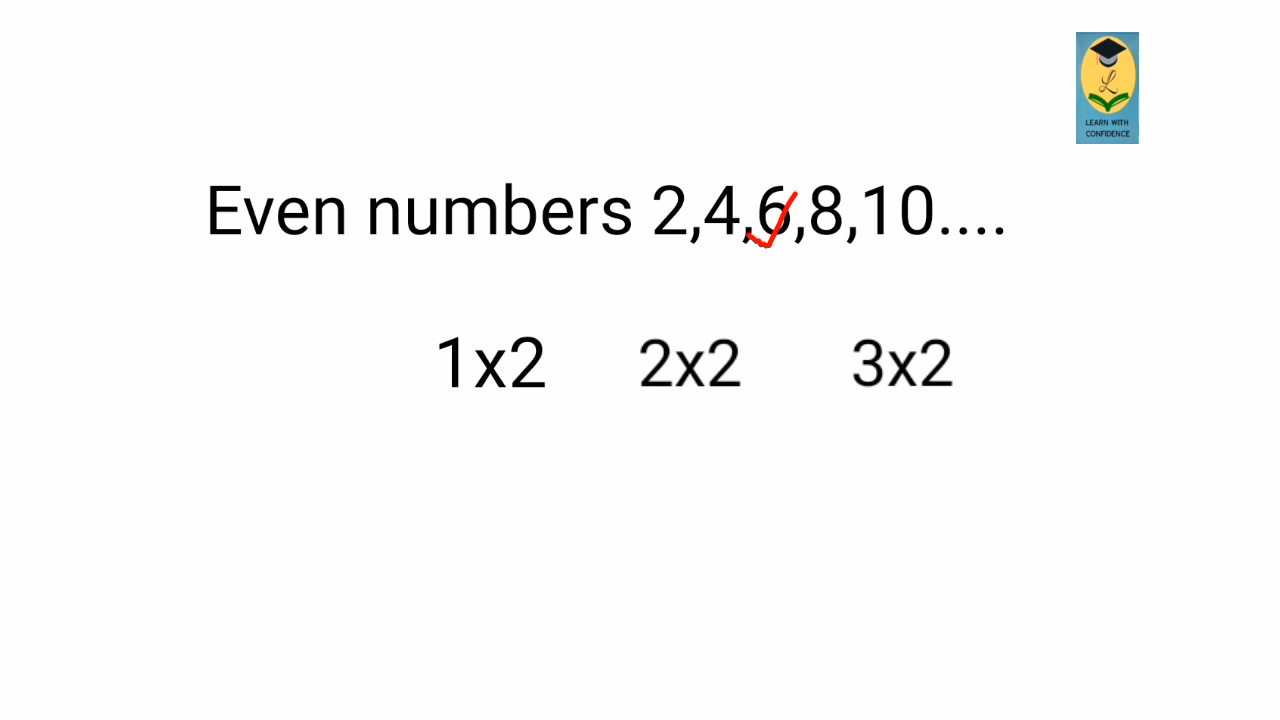 L
LEARN WITH
CONFIDENCE
Even numbers 2,4,6,8,10....
1x2 2x2 3x2